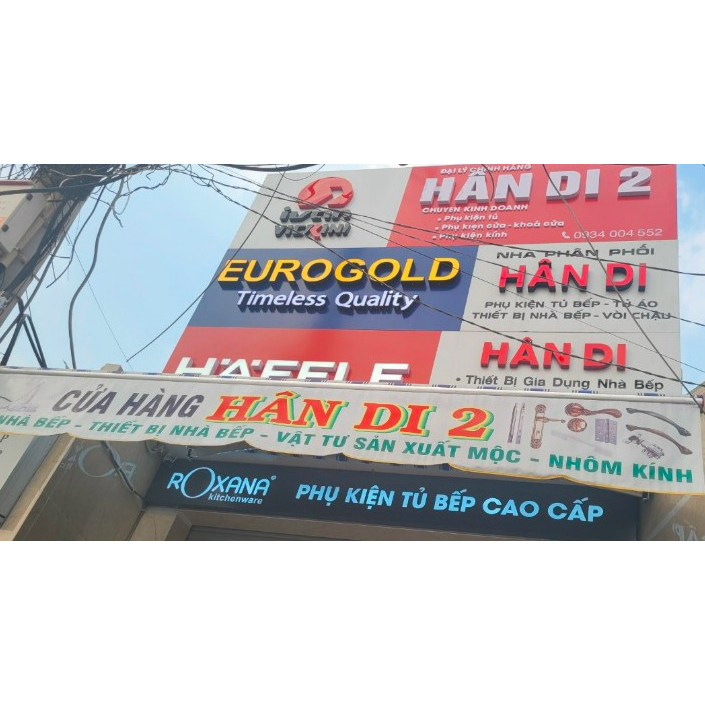 ĐẠI LÝ CHÍNH HÃNG
HÂN DI 2
CHUYÊN KINH DOANH
• Phụ kiện tủ
• Phụ kiện cửa - khoá cửa
• Phụ kiện kính
0934 004 552
VICKINI
EUROGOLD
Timeless Quality
NHÀ PHÂN PHỐI
HÂN DI
PHỤ KIỆN TỦ BẾP - TỦ ÁO
THIẾT BỊ NHÀ BẾP - VÒI CHẬU
HÄFELE
HÂN DI
• Thiết Bị Gia Dụng Nhà Bếp
CỬA HÀNG HÂN DI 2
NHÀ BẾP - THIẾT BỊ NHÀ BẾP - VẬT TƯ SẢN XUẤT MỘC - NHÔM KÍNH
ROXANA
kitchenware
PHỤ KIỆN TỦ BẾP CAO CẤP